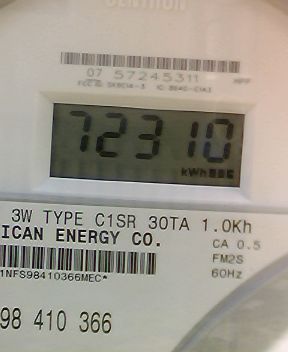 CENTRON
07 57245311
72310
kWh
3W TYPE C1SR 30TA 1.0Kh
ICAN ENERGY CO.
CA 0.5
FM2S
60Hz
1NFS98410366MEC*
98 410 366